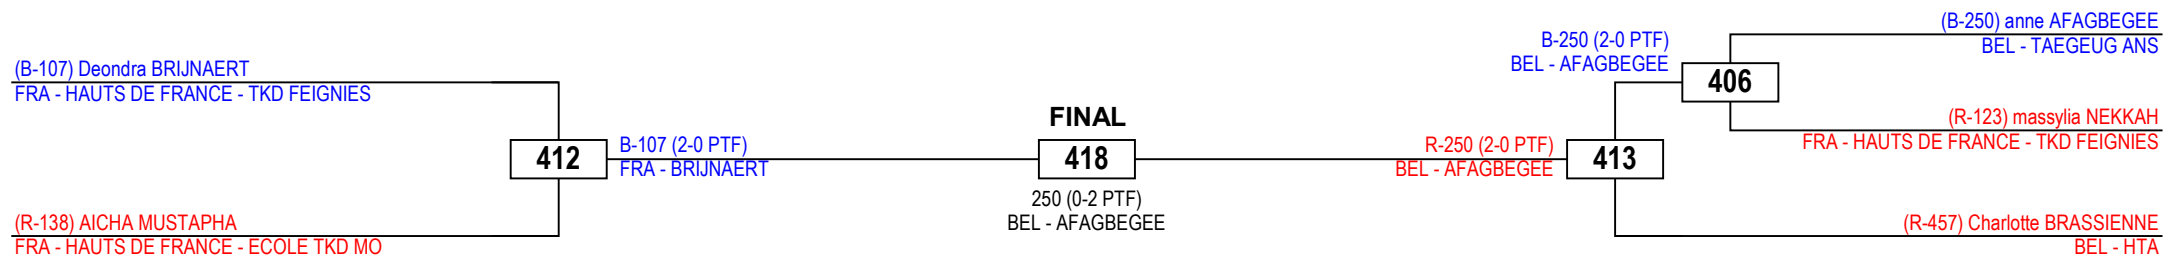 (B-107) Deondra BRIJNAERT
FRA - HAUTS DE FRANCE - TKD FEIGNIES
(R-138) AICHA MUSTAPHA
FRA - HAUTS DE FRANCE - ECOLE TKD MO
412
B-107 (2-0 PTF)
FRA - BRIJNAERT
FINAL
418
250 (0-2 PTF)
BEL - AFAGBEGEE
R-250 (2-0 PTF)
BEL - AFAGBEGEE
413
B-250 (2-0 PTF)
BEL - AFAGBEGEE
406
(B-250) anne AFAGBEGEE
BEL - TAEGEUG ANS
(R-123) massylia NEKKAH
FRA - HAUTS DE FRANCE - TKD FEIGNIES
(R-457) Charlotte BRASSIENNE
BEL - HTA